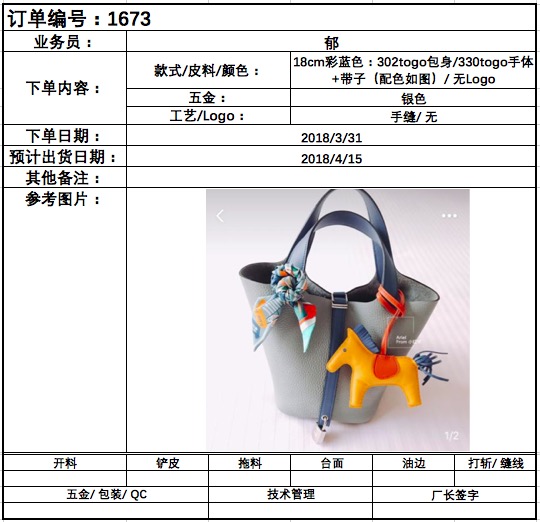 订单编号：1673
业务员： 郁
下单内容：
款式/皮料/颜色： 18cm彩蓝色：302togo包身/330togo手体
+带子（配色如图）/ 无Logo
五金： 银色
工艺/Logo： 手缝/ 无
下单日期： 2018/3/31
预计出货日期： 2018/4/15
其他备注：
参考图片：
Ariel
1/2
开料 铲皮 拖料 台面 油边 打斩/ 缝线
五金/ 包装/ QC 技术管理 厂长签字